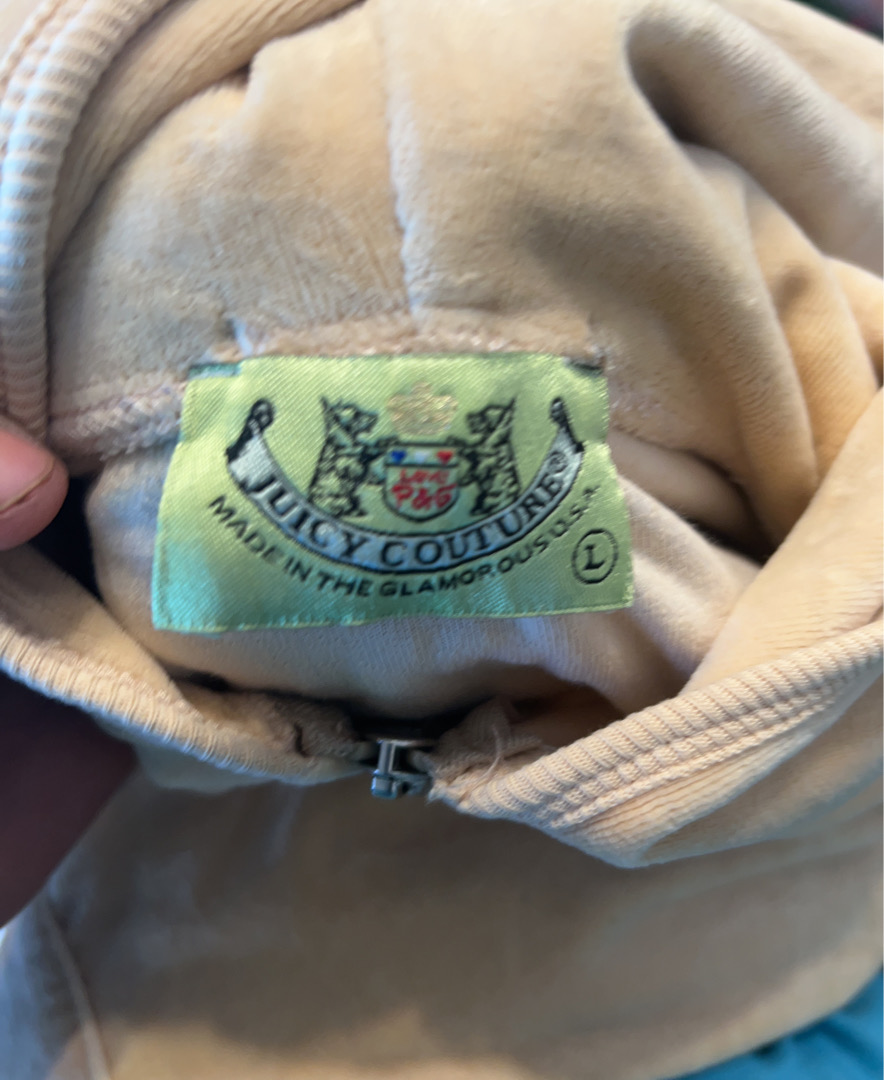 LOVE
P&G
JUICY COUTURE®
MADE IN THE GLAMOROUS U.S.A.
L